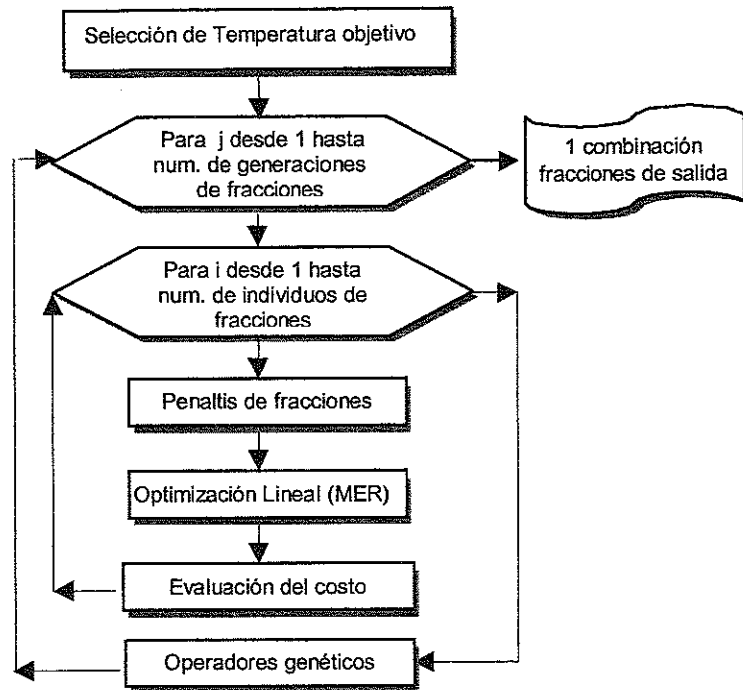 Selección de Temperatura objetivo
Para j desde 1 hasta
num. de generaciones
de fracciones
1 combinación
fracciones de salida
Para i desde 1 hasta
num. de individuos de
fracciones
Penaltis de fracciones
Optimización Lineal (MER)
Evaluación del costo
Operadores genéticos